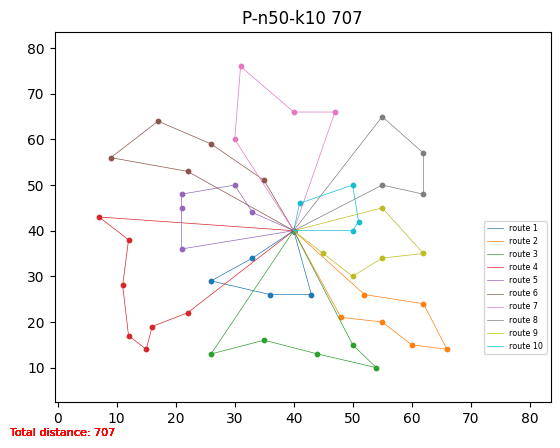 P-n50-k10 707
80
70
60
50
40
30
20
10
0 10 20 30 40 50 60 70 80
route 1
route 2
route 3
route 4
route 5
route 6
route 7
route 8
route 9
route 10
Total distance: 707